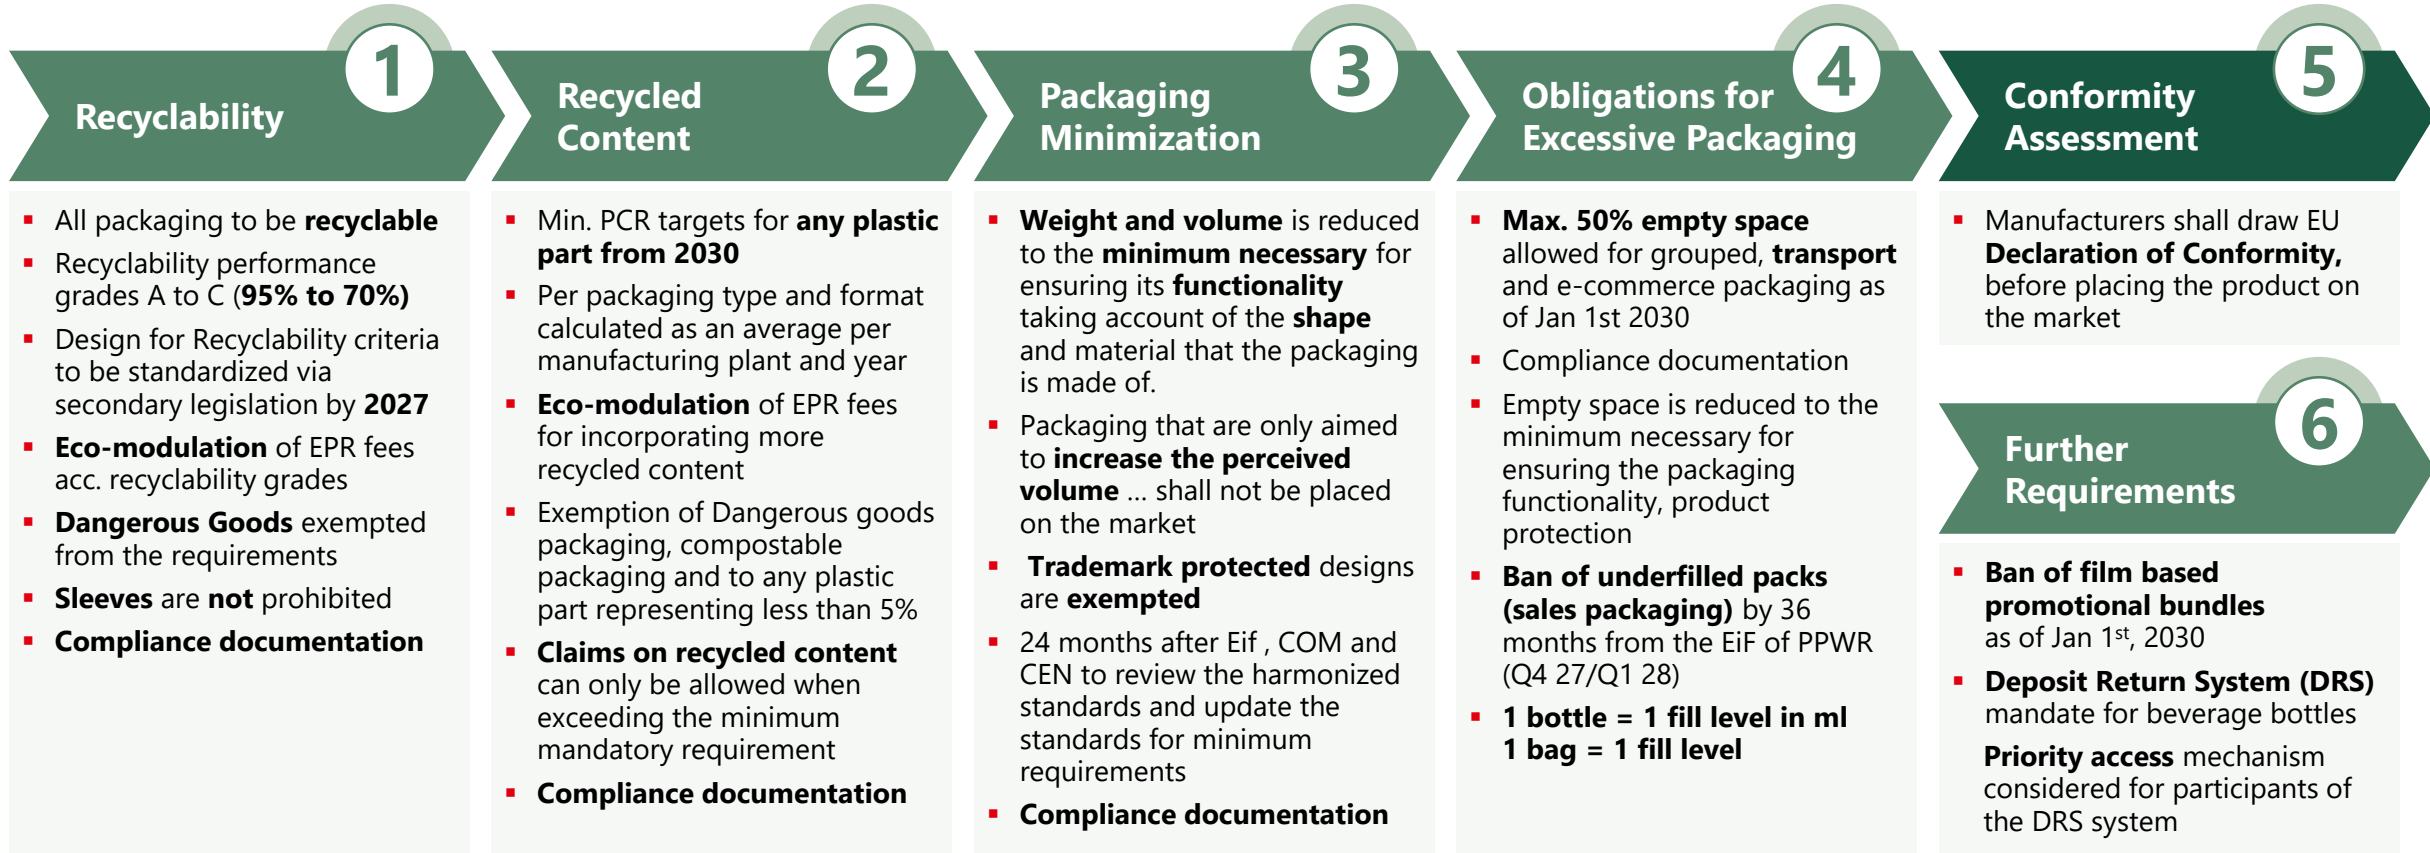 1
Recyclability
▪ All packaging to be recyclable
▪ Recyclability performance
grades A to C (95% to 70%)
▪ Design for Recyclability criteria
to be standardized via
secondary legislation by 2027
▪ Eco-modulation of EPR fees
acc. recyclability grades
▪ Dangerous Goods exempted
from the requirements
▪ Sleeves are not prohibited
▪ Compliance documentation
2
Recycled
Content
▪ Min. PCR targets for any plastic
part from 2030
▪ Per packaging type and format
calculated as an average per
manufacturing plant and year
▪ Eco-modulation of EPR fees
for incorporating more
recycled content
▪ Exemption of Dangerous goods
packaging, compostable
packaging and to any plastic
part representing less than 5%
▪ Claims on recycled content
can only be allowed when
exceeding the minimum
mandatory requirement
▪ Compliance documentation
3
Packaging
Minimization
▪ Weight and volume is reduced
to the minimum necessary for
ensuring its functionality
taking account of the shape
and material that the packaging
is made of.
▪ Packaging that are only aimed
to increase the perceived
volume ... shall not be placed
on the market
▪ Trademark protected designs
are exempted
▪ 24 months after Eif , COM and
CEN to review the harmonized
standards and update the
standards for minimum
requirements
▪ Compliance documentation
4
Obligations for
Excessive Packaging
▪ Max. 50% empty space
allowed for grouped, transport
and e-commerce packaging as
of Jan 1st 2030
▪ Compliance documentation
▪ Empty space is reduced to the
minimum necessary for
ensuring the packaging
functionality, product
protection
▪ Ban of underfilled packs
(sales packaging) by 36
months from the EiF of PPWR
(Q4 27/Q1 28)
▪ 1 bottle = 1 fill level in ml
1 bag = 1 fill level
5
Conformity
Assessment
▪ Manufacturers shall draw EU
Declaration of Conformity,
before placing the product on
the market
6
Further
Requirements
▪ Ban of film based
promotional bundles
as of Jan 1st, 2030
▪ Deposit Return System (DRS)
mandate for beverage bottles
Priority access mechanism
considered for participants of
the DRS system